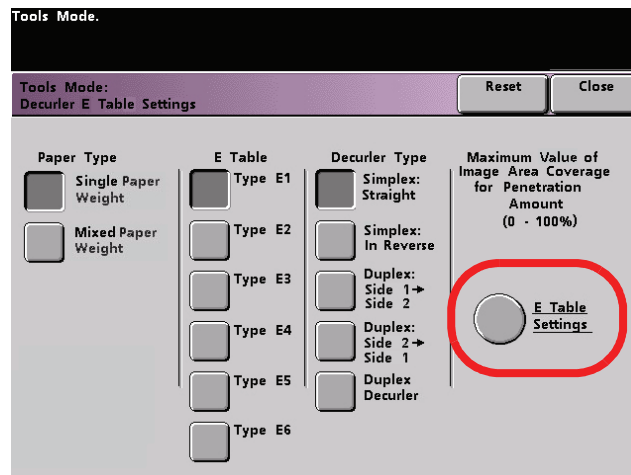 Tools Mode.
Tools Mode:
Decurler E Table Settings
Reset
Close
Paper Type
Single Paper
Weight
Mixed Paper
Weight
E Table
Type E1
Type E2
Type E3
Type E4
Type E5
Type E6
Decurler Type
Simplex:
Straight
Simplex:
In Reverse
Duplex:
Side 1→
Side 2
Duplex:
Side 2→
Side 1
Duplex
Decurler
Maximum Value of
Image Area Coverage
for Penetration
Amount
(0 - 100%)
E Table
Settings